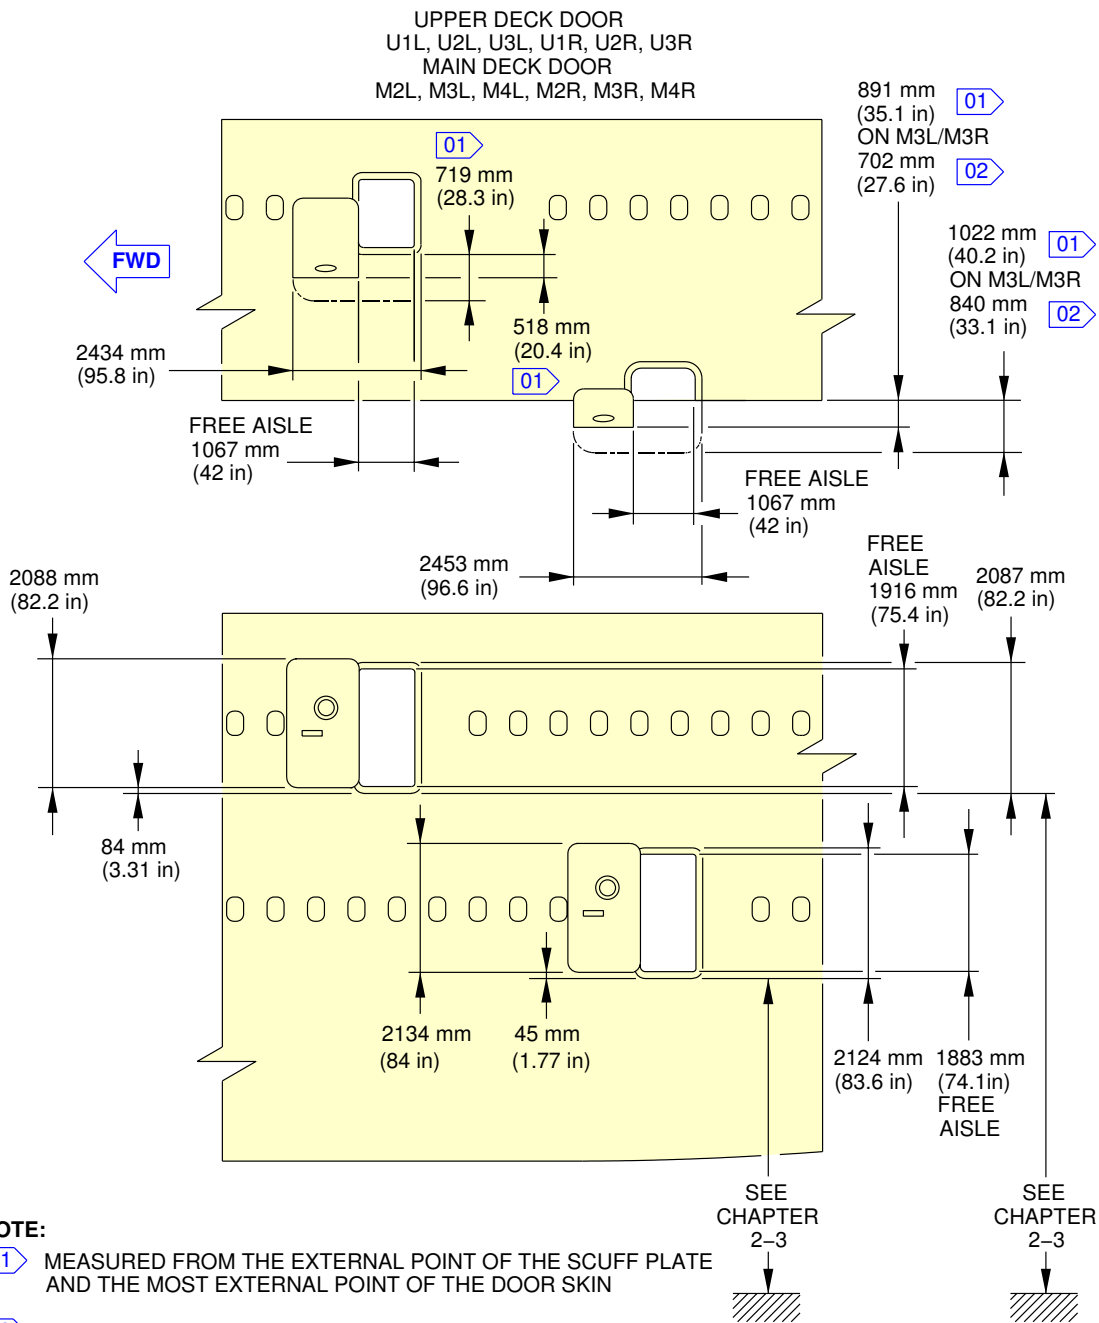 UPPER DECK DOOR
U1L, U2L, U3L, U1R, U2R, U3R
MAIN DECK DOOR
M2L, M3L, M4L, M2R, M3R, M4R
891 mm
(35.1 in)
01
ON M3L/M3R
702 mm
(27.6 in)
02
01
719 mm
(28.3 in)
1022 mm
(40.2 in)
01
ON M3L/M3R
840 mm
(33.1 in)
02
FWD
518 mm
(20.4 in)
01
2434 mm
(95.8 in)
FREE AISLE
1067 mm
(42 in)
FREE AISLE
1067 mm
(42 in)
2453 mm
(96.6 in)
FREE
AISLE
1916 mm
(75.4 in)
2087 mm
(82.2 in)
2088 mm
(82.2 in)
84 mm
(3.31 in)
2134 mm
(84 in)
45 mm
(1.77 in)
2124 mm
(83.6 in)
1883 mm
(74.1in)
FREE
AISLE
SEE
CHAPTER
2–3
SEE
CHAPTER
2–3
OTE:
1 MEASURED FROM THE EXTERNAL POINT OF THE SCUFF PLATE
AND THE MOST EXTERNAL POINT OF THE DOOR SKIN